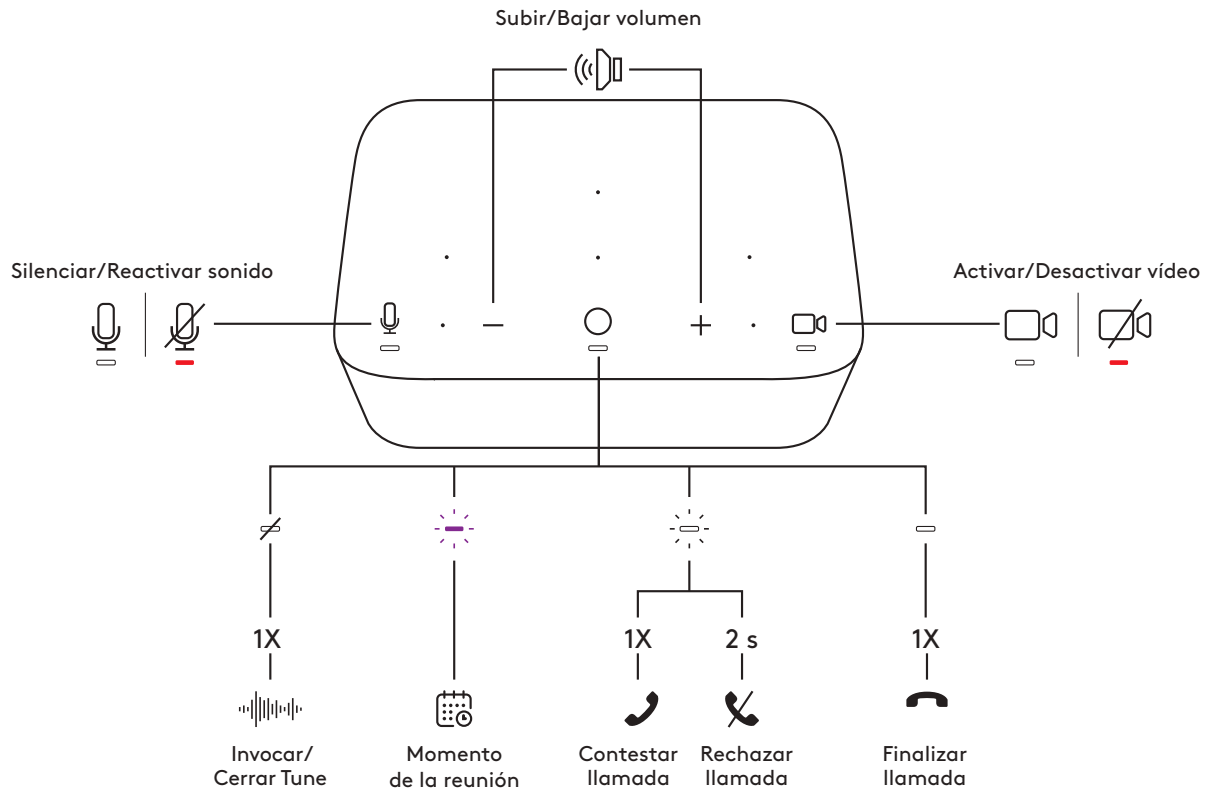 Subir/Bajar volumen
Silenciar/Reactivar sonido
Activar/Desactivar vídeo
1X
1X
2 s
1X
Invocar/
Cerrar Tune
Momento
de la reunión
Contestar
llamada
Rechazar
llamada
Finalizar
llamada